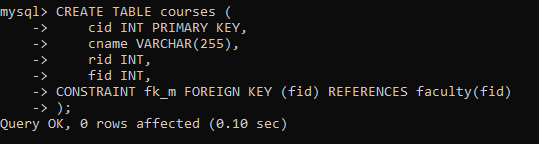 mysql> CREATE TABLE courses (
    ->     cid INT PRIMARY KEY,
    ->     cname VARCHAR(255),
    ->     rid INT,
    ->     fid INT,
    -> CONSTRAINT fk_m FOREIGN KEY (fid) REFERENCES faculty(fid)
    -> );
Query OK, 0 rows affected (0.10 sec)